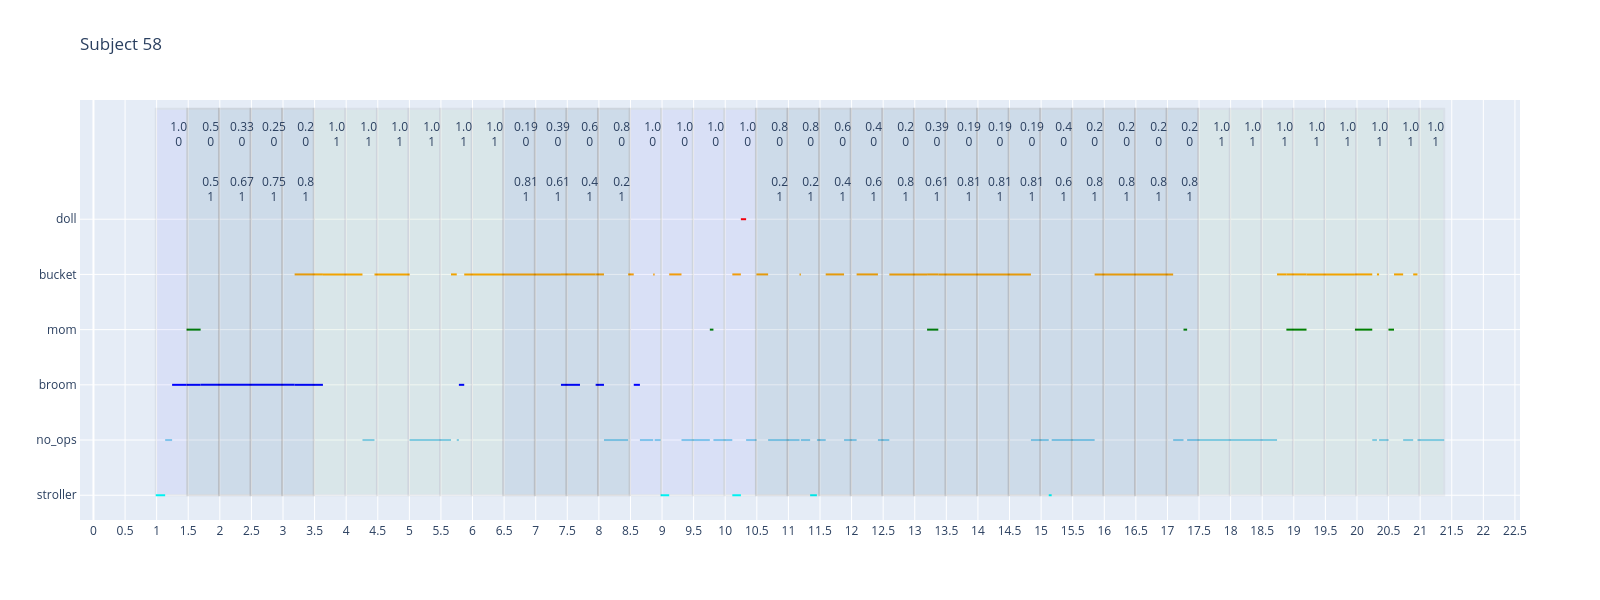 Subject 58
1.0 0.5 0.33 0.25 0.2 1.0 1.0 1.0 1.0 1.0 1.0 0.19 0.39 0.6 0.8 1.0 1.0 1.0 1.0 0.8 0.8 0.6 0.4 0.2 0.39 0.19 0.19 0.19 0.4 0.2 0.2 0.2 0.2 1.0 1.0 1.0 1.0 1.0 1.0 1.0 1.0
0 0 0 0 0 1 1 1 1 1 1 0 0 0 0 0 0 0 0 0 0 0 0 0 0 0 0 0 0 0 0 0 0 1 1 1 1 1 1 1 1
0.5 0.67 0.75 0.8 0.81 0.61 0.4 0.2 0.2 0.2 0.4 0.6 0.8 0.61 0.81 0.81 0.81 0.6 0.8 0.8 0.8 0.8
1 1 1 1 1 1 1 1 1 1 1 1 1 1 1 1 1 1 1 1 1 1
doll
bucket
mom
broom
no_ops
stroller
0 0.5 1 1.5 2 2.5 3 3.5 4 4.5 5 5.5 6 6.5 7 7.5 8 8.5 9 9.5 10 10.5 11 11.5 12 12.5 13 13.5 14 14.5 15 15.5 16 16.5 17 17.5 18 18.5 19 19.5 20 20.5 21 21.5 22 22.5